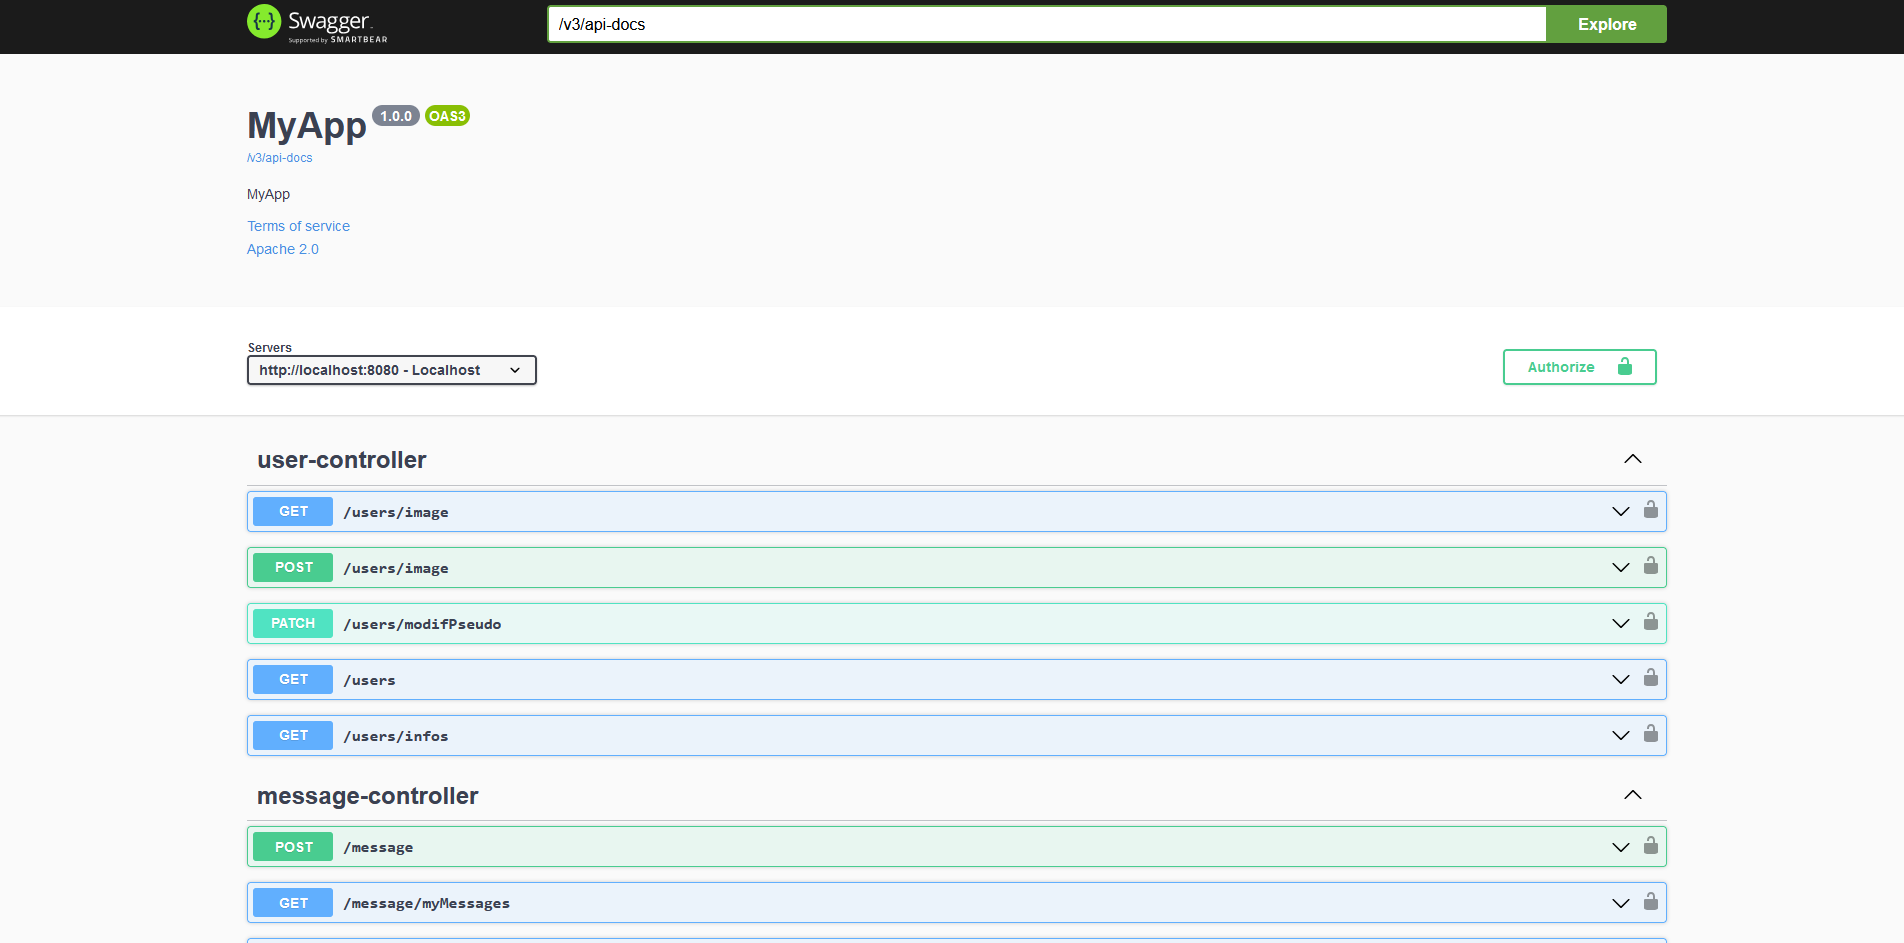 Swagger
Supported by SMARTBEAR
/v3/api-docs
Explore
MyApp 1.0.0 OAS3
/v3/api-docs
MyApp
Terms of service
Apache 2.0
Servers
http://localhost:8080 - Localhost
Authorize
user-controller
GET /users/image
POST /users/image
PATCH /users/modifPseudo
GET /users
GET /users/infos
message-controller
POST /message
GET /message/myMessages